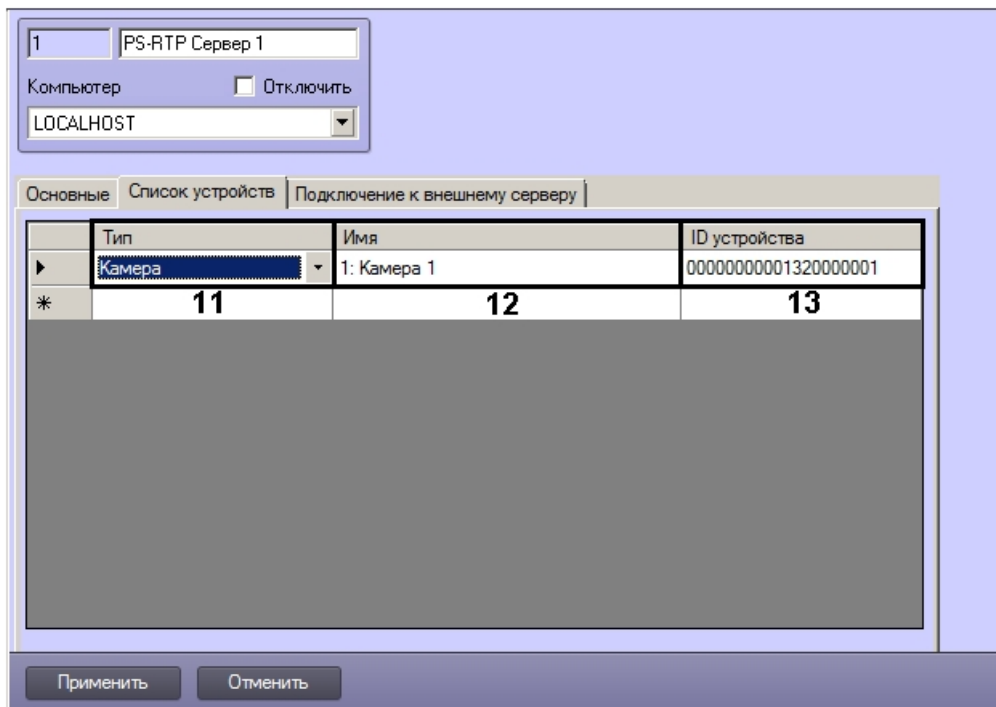 1 PS-RTP Сервер 1
Компьютер Отключить
LOCALHOST
Основные Список устройств Подключение к внешнему серверу
Тип Имя ID устройства
Камера 1: Камера 1 00000000001320000001
11 12 13
Применить Отменить